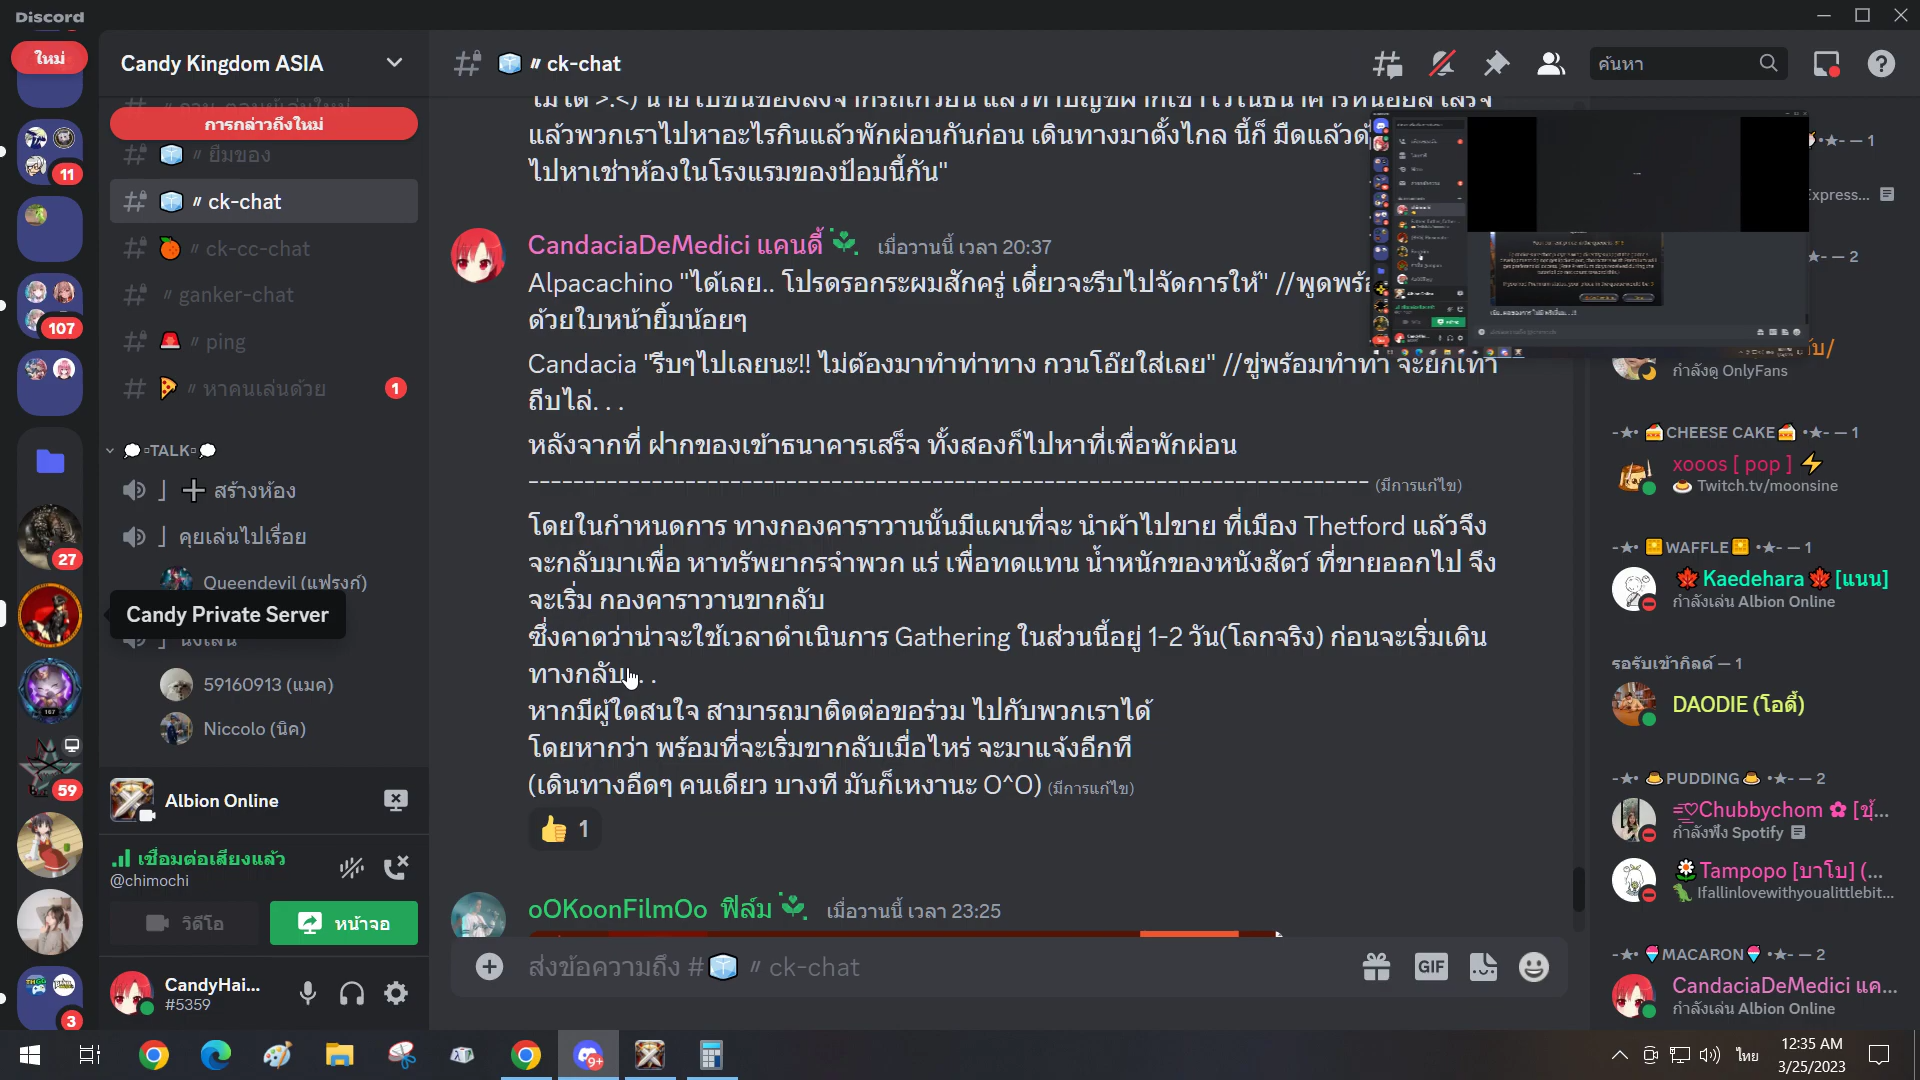 Discord
ใหม่
11
107
27
59
3
Candy Kingdom ASIA
การกล่าวถึงใหม่
〃ยืมของ
〃ck-chat
〃ck-cc-chat
〃ganker-chat
〃ping
〃หาคนเล่นด้วย
1
▫TALK▫
สร้างห้อง
คุยเล่นไปเรื่อย
Queendevil (แฟรงก์)
Candy Private Server
59160913 (แมค)
Niccolo (นิค)
Albion Online
เชื่อมต่อเสียงแล้ว
@chimochi
วิดีโอ
หน้าจอ
CandyHai...
#5359
〃ck-chat
ค้นหา
แล้วพวกเราไปหาอะไรกินแล้วพักผ่อนกันก่อน เดินทางมาตั้งไกล นี้ก็ มืดแล้วด้
ไปหาเช่าห้องในโรงแรมของป้อมนี้กัน"
CandaciaDeMedici แคนดี้ เมื่อวานนี้ เวลา 20:37
Alpacachino "ได้เลย.. โปรดรอกระผมสักครู่ เดี๋ยวจะรีบไปจัดการให้" //พูดพร้
ด้วยใบหน้ายิ้มน้อยๆ
Candacia "รีบๆไปเลยนะ!! ไม่ต้องมาทำท่าทาง กวนโอ๊ยใส่เลย" //ขู่พร้อมทำท่า จะยกเท้า
ถีบไล่. . .
หลังจากที่ ฝากของเข้าธนาคารเสร็จ ทั้งสองก็ไปหาที่เพื่อพักผ่อน
--------------------------------------------------------------------------- (มีการแก้ไข)
โดยในกำหนดการ ทางกองคาราวานนั้นมีแผนที่จะ นำผ้าไปขาย ที่เมือง Thetford แล้วจึง
จะกลับมาเพื่อ หาทรัพยากรจำพวก แร่ เพื่อทดแทน น้ำหนักของหนังสัตว์ ที่ขายออกไป จึง
จะเริ่ม กองคาราวานขากลับ
ซึ่งคาดว่าน่าจะใช้เวลาดำเนินการ Gathering ในส่วนนี้อยู่ 1-2 วัน(โลกจริง) ก่อนจะเริ่มเดิน
ทางกลับ. . .
หากมีผู้ใดสนใจ สามารถมาติดต่อขอร่วม ไปกับพวกเราได้
โดยหากว่า พร้อมที่จะเริ่มขากลับเมื่อไหร่ จะมาแจ้งอีกที
(เดินทางอืดๆ คนเดียว บางที มันก็เหงานะ O^O) (มีการแก้ไข)
1
oOKoonFilmOo ฟิล์ม เมื่อวานนี้ เวลา 23:25
ส่งข้อความถึง # 〃ck-chat
GIF
•★- — 1
★- — 2
กำลังดู OnlyFans
-★• CHEESE CAKE •★- — 1
xooos [ pop ]
Twitch.tv/moonsine
-★• WAFFLE •★- — 1
Kaedehara [แนน]
กำลังเล่น Albion Online
รอรับเข้ากิลด์ — 1
DAODIE (โอดี้)
-★• PUDDING •★- — 2
Chubbychom ✿
กำลังฟัง Spotify
Tampopo [บาโบ] (...
Ifallinlovewithyoualittlebit...
-★• MACARON •★- — 2
CandaciaDeMedici แค...
กำลังเล่น Albion Online
9+
ไทย
12:35 AM
3/25/2023